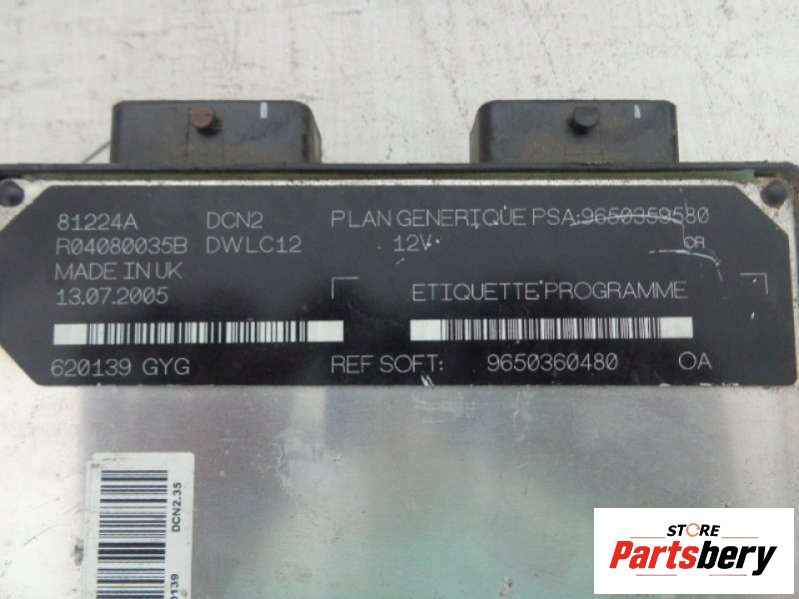 81224A DCN2 PLAN GENERIQUE PSA:9650359580
R04080035B DWLC12 12V OR
MADE IN UK
13.07.2005 ETIQUETTE PROGRAMME
620139 GYG REF SOFT: 9650360480 OA
DCN2.35
STORE
Partsbery